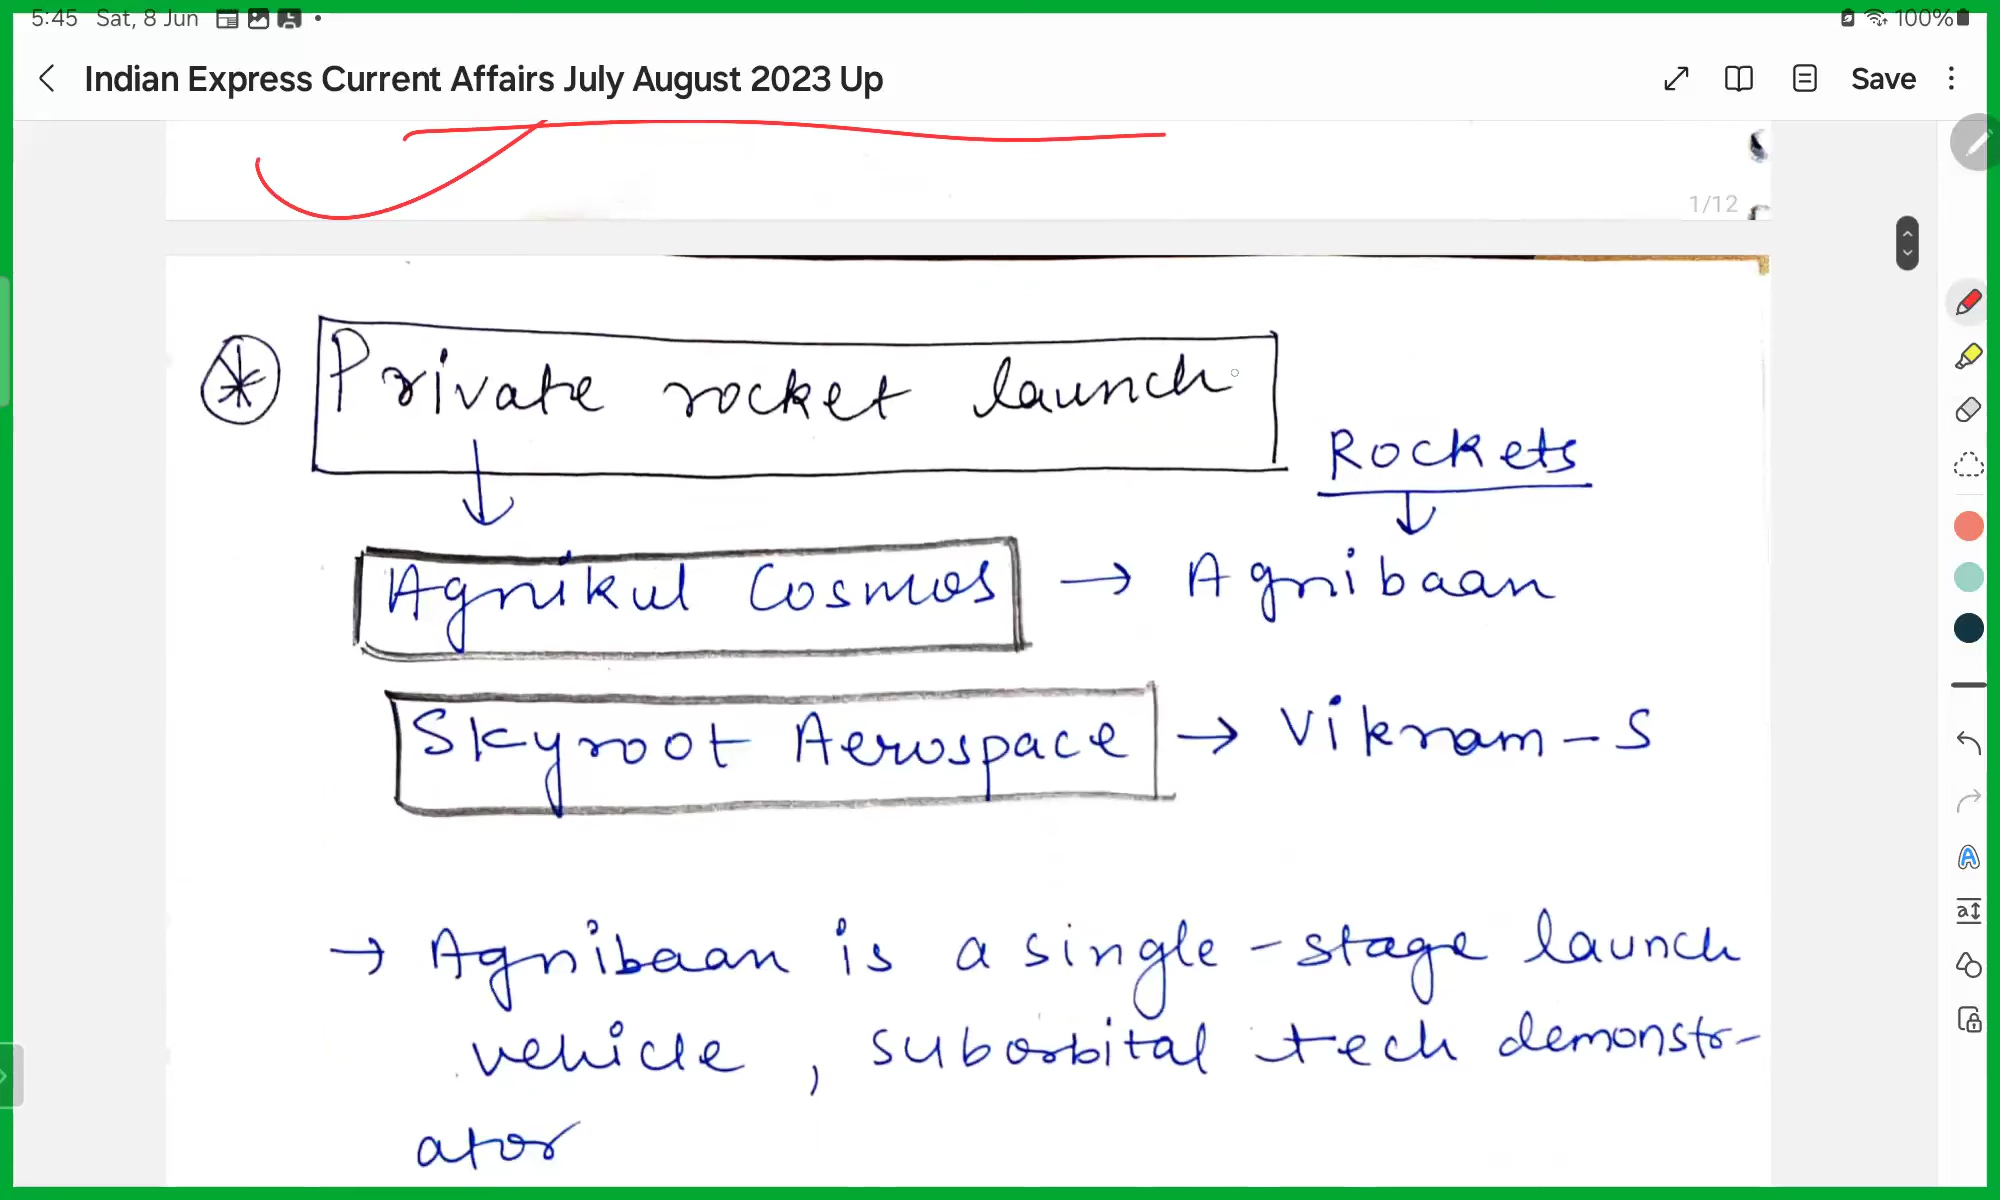 5:45 Sat, 8 Jun
100%
Indian Express Current Affairs July August 2023 Up
Save
1/12
Private rocket launch
Rockets
Agnikul Cosmos → Agnibaan
Skyroot Aerospace → Vikram-S
→ Agnibaan is a single-stage launch
vehicle, suborbital tech demonstr-
ator